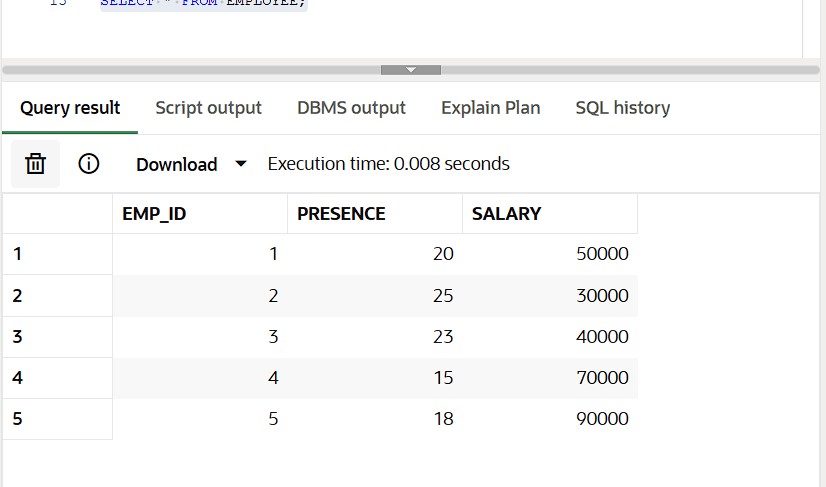 15 SELECT * FROM EMPLOYEE;
Query result Script output DBMS output Explain Plan SQL history
Download Execution time: 0.008 seconds
EMP_ID PRESENCE SALARY
1 1 20 50000
2 2 25 30000
3 3 23 40000
4 4 15 70000
5 5 18 90000